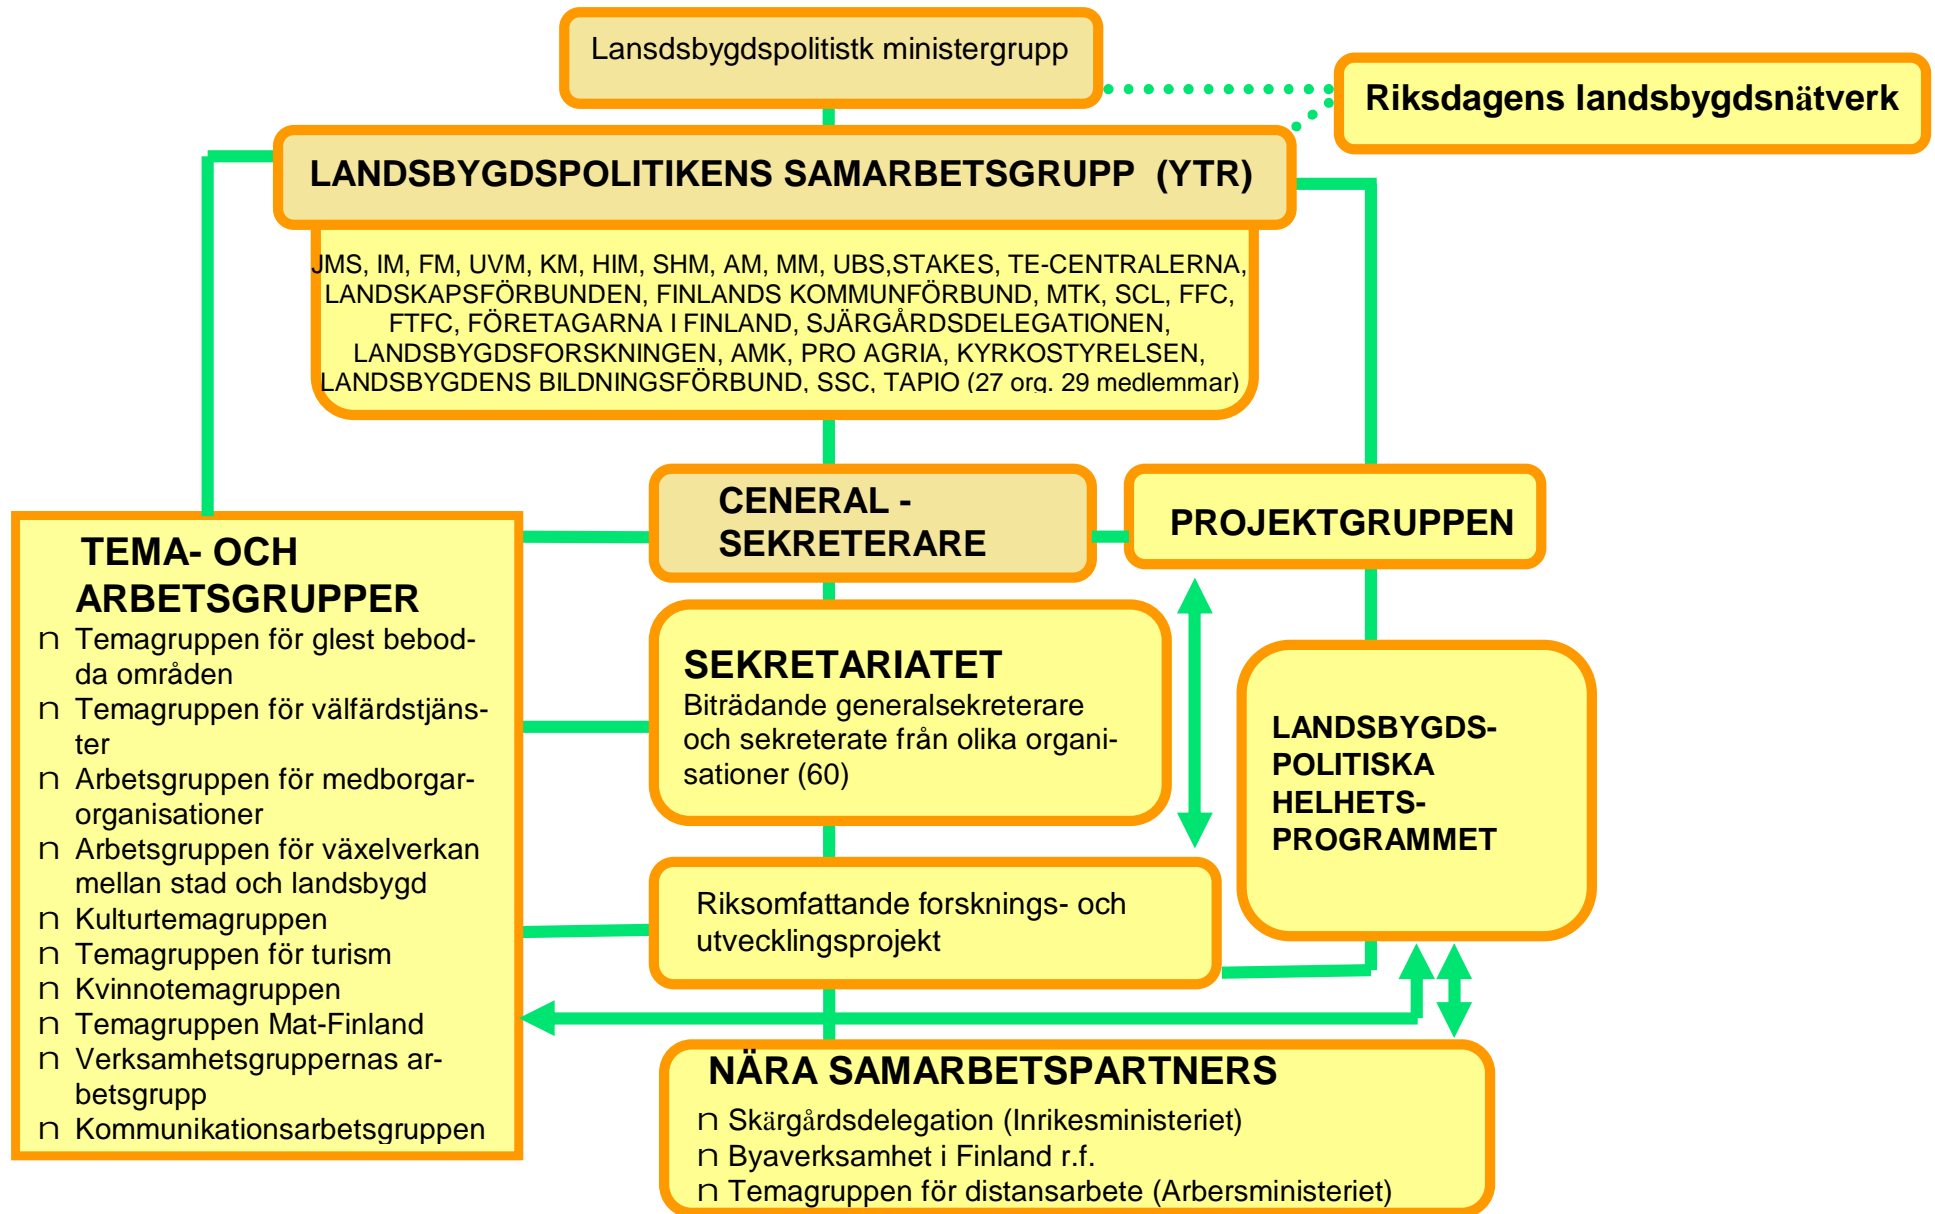 Lansdsbygdspolitistk ministergrupp
Riksdagens landsbygdsnätverk
LANDSBYGDSPOLITIKENS SAMARBETSGRUPP (YTR)
JMS, IM, FM, UVM, KM, HIM, SHM, AM, MM, UBS,STAKES, TE-CENTRALERNA,
LANDSKAPSFÖRBUNDEN, FINLANDS KOMMUNFÖRBUND, MTK, SCL, FFC,
FTFC, FÖRETAGARNA I FINLAND, SJÄRGÅRDSDELEGATIONEN,
LANDSBYGDSFORSKNINGEN, AMK, PRO AGRIA, KYRKOSTYRELSEN,
LANDSBYGDENS BILDNINGSFÖRBUND, SSC, TAPIO (27 org. 29 medlemmar)
CENERAL -
SEKRETERARE
PROJEKTGRUPPEN
TEMA- OCH
ARBETSGRUPPER
n Temagruppen för glest bebod-
da områden
n Temagruppen för välfärdstjäns-
ter
n Arbetsgruppen för medborgar-
organisationer
n Arbetsgruppen för växelverkan
mellan stad och landsbygd
n Kulturtemagruppen
n Temagruppen för turism
n Kvinnotemagruppen
n Temagruppen Mat-Finland
n Verksamhetsgruppernas ar-
betsgrupp
n Kommunikationsarbetsgruppen
SEKRETARIATET
Biträdande generalsekreterare
och sekreterate från olika organi-
sationer (60)
LANDSBYGDS-
POLITISKA
HELHETS-
PROGRAMMET
Riksomfattande forsknings- och
utvecklingsprojekt
NÄRA SAMARBETSPARTNERS
n Skärgårdsdelegation (Inrikesministeriet)
n Byaverksamhet i Finland r.f.
n Temagruppen för distansarbete (Arbersministeriet)